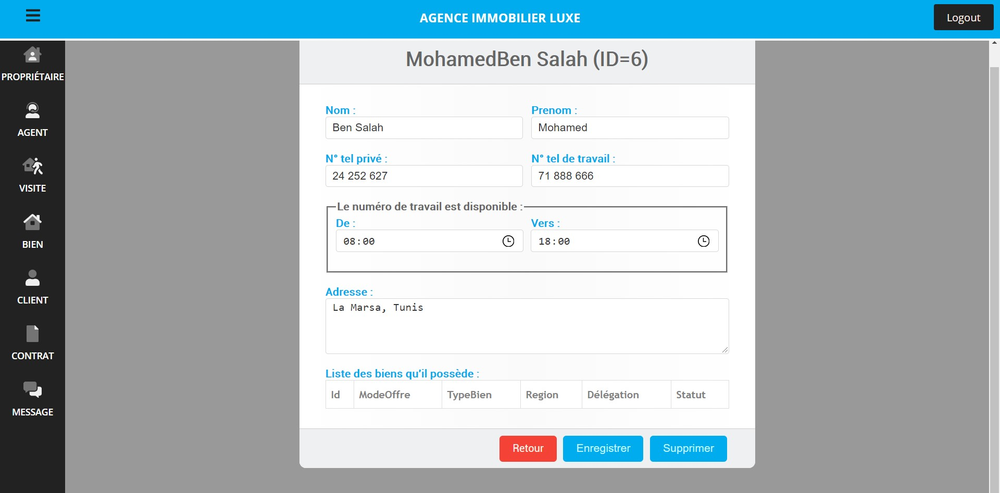 AGENCE IMMOBILIER LUXE
Logout
PROPRIÉTAIRE
AGENT
VISITE
BIEN
CLIENT
CONTRAT
MESSAGE
MohamedBen Salah (ID=6)
Nom :
Prenom :
Ben Salah
Mohamed
N° tel privé :
N° tel de travail :
24 252 627
71 888 666
Le numéro de travail est disponible :
De :
Vers :
08:00
18:00
Adresse :
La Marsa, Tunis
Liste des biens qu'il possède :
Id ModeOffre TypeBien Region Délégation Statut
Retour Enregistrer Supprimer